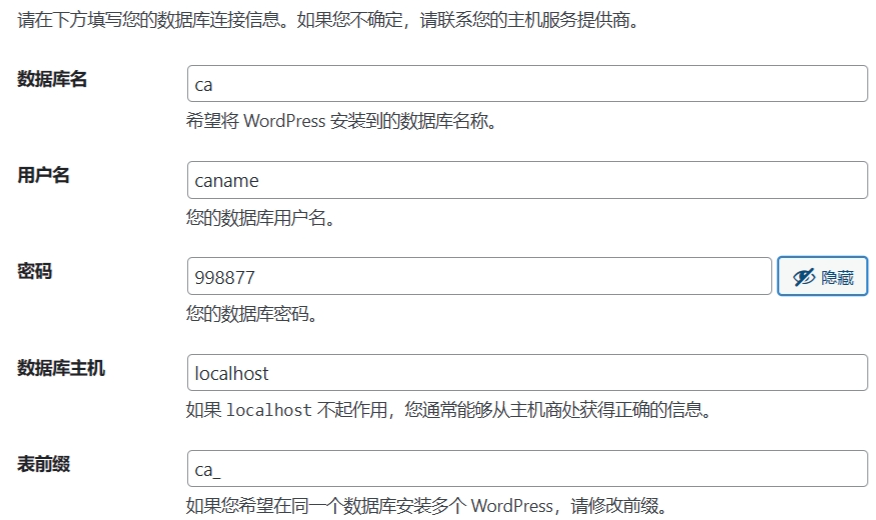 请在下方填写您的数据库连接信息。如果您不确定，请联系您的主机服务提供商。
数据库名
ca
希望将 WordPress 安装到的数据库名称。
用户名
caname
您的数据库用户名。
密码
998877
隐藏
您的数据库密码。
数据库主机
localhost
如果 localhost 不起作用，您通常能够从主机商处获得正确的信息。
表前缀
ca_
如果您希望在同一个数据库安装多个 WordPress，请修改前缀。